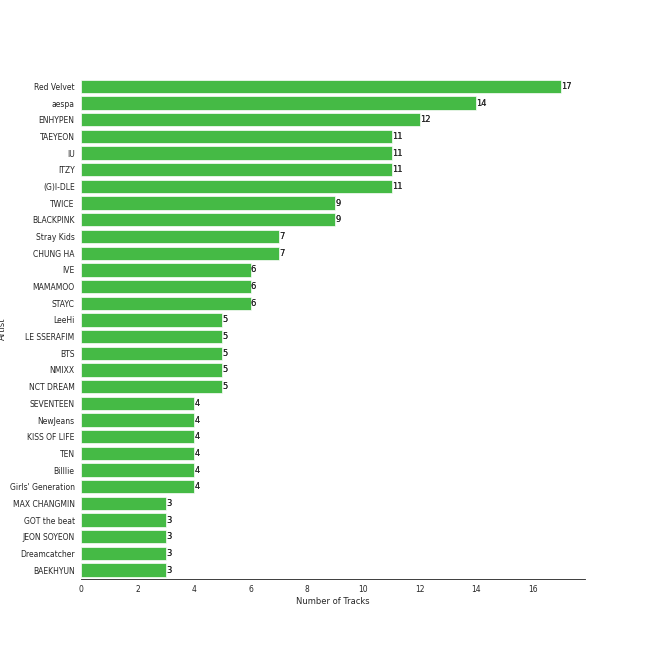 Red Velvet 17
aespa 14
ENHYPEN 12
TAEYEON 11
IU 11
ITZY 11
(G)I-DLE 11
TWICE 9
BLACKPINK 9
Stray Kids 7
CHUNG HA 7
IVE 6
MAMAMOO 6
STAYC 6
LeeHi 5
LE SSERAFIM 5
BTS 5
NMIXX 5
NCT DREAM 5
SEVENTEEN 4
NewJeans 4
KISS OF LIFE 4
TEN 4
Billlie 4
Girls' Generation 4
MAX CHANGMIN 3
GOT the beat 3
JEON SOYEON 3
Dreamcatcher 3
BAEKHYUN 3
Artist
0 2 4 6 8 10 12 14 16
Number of Tracks